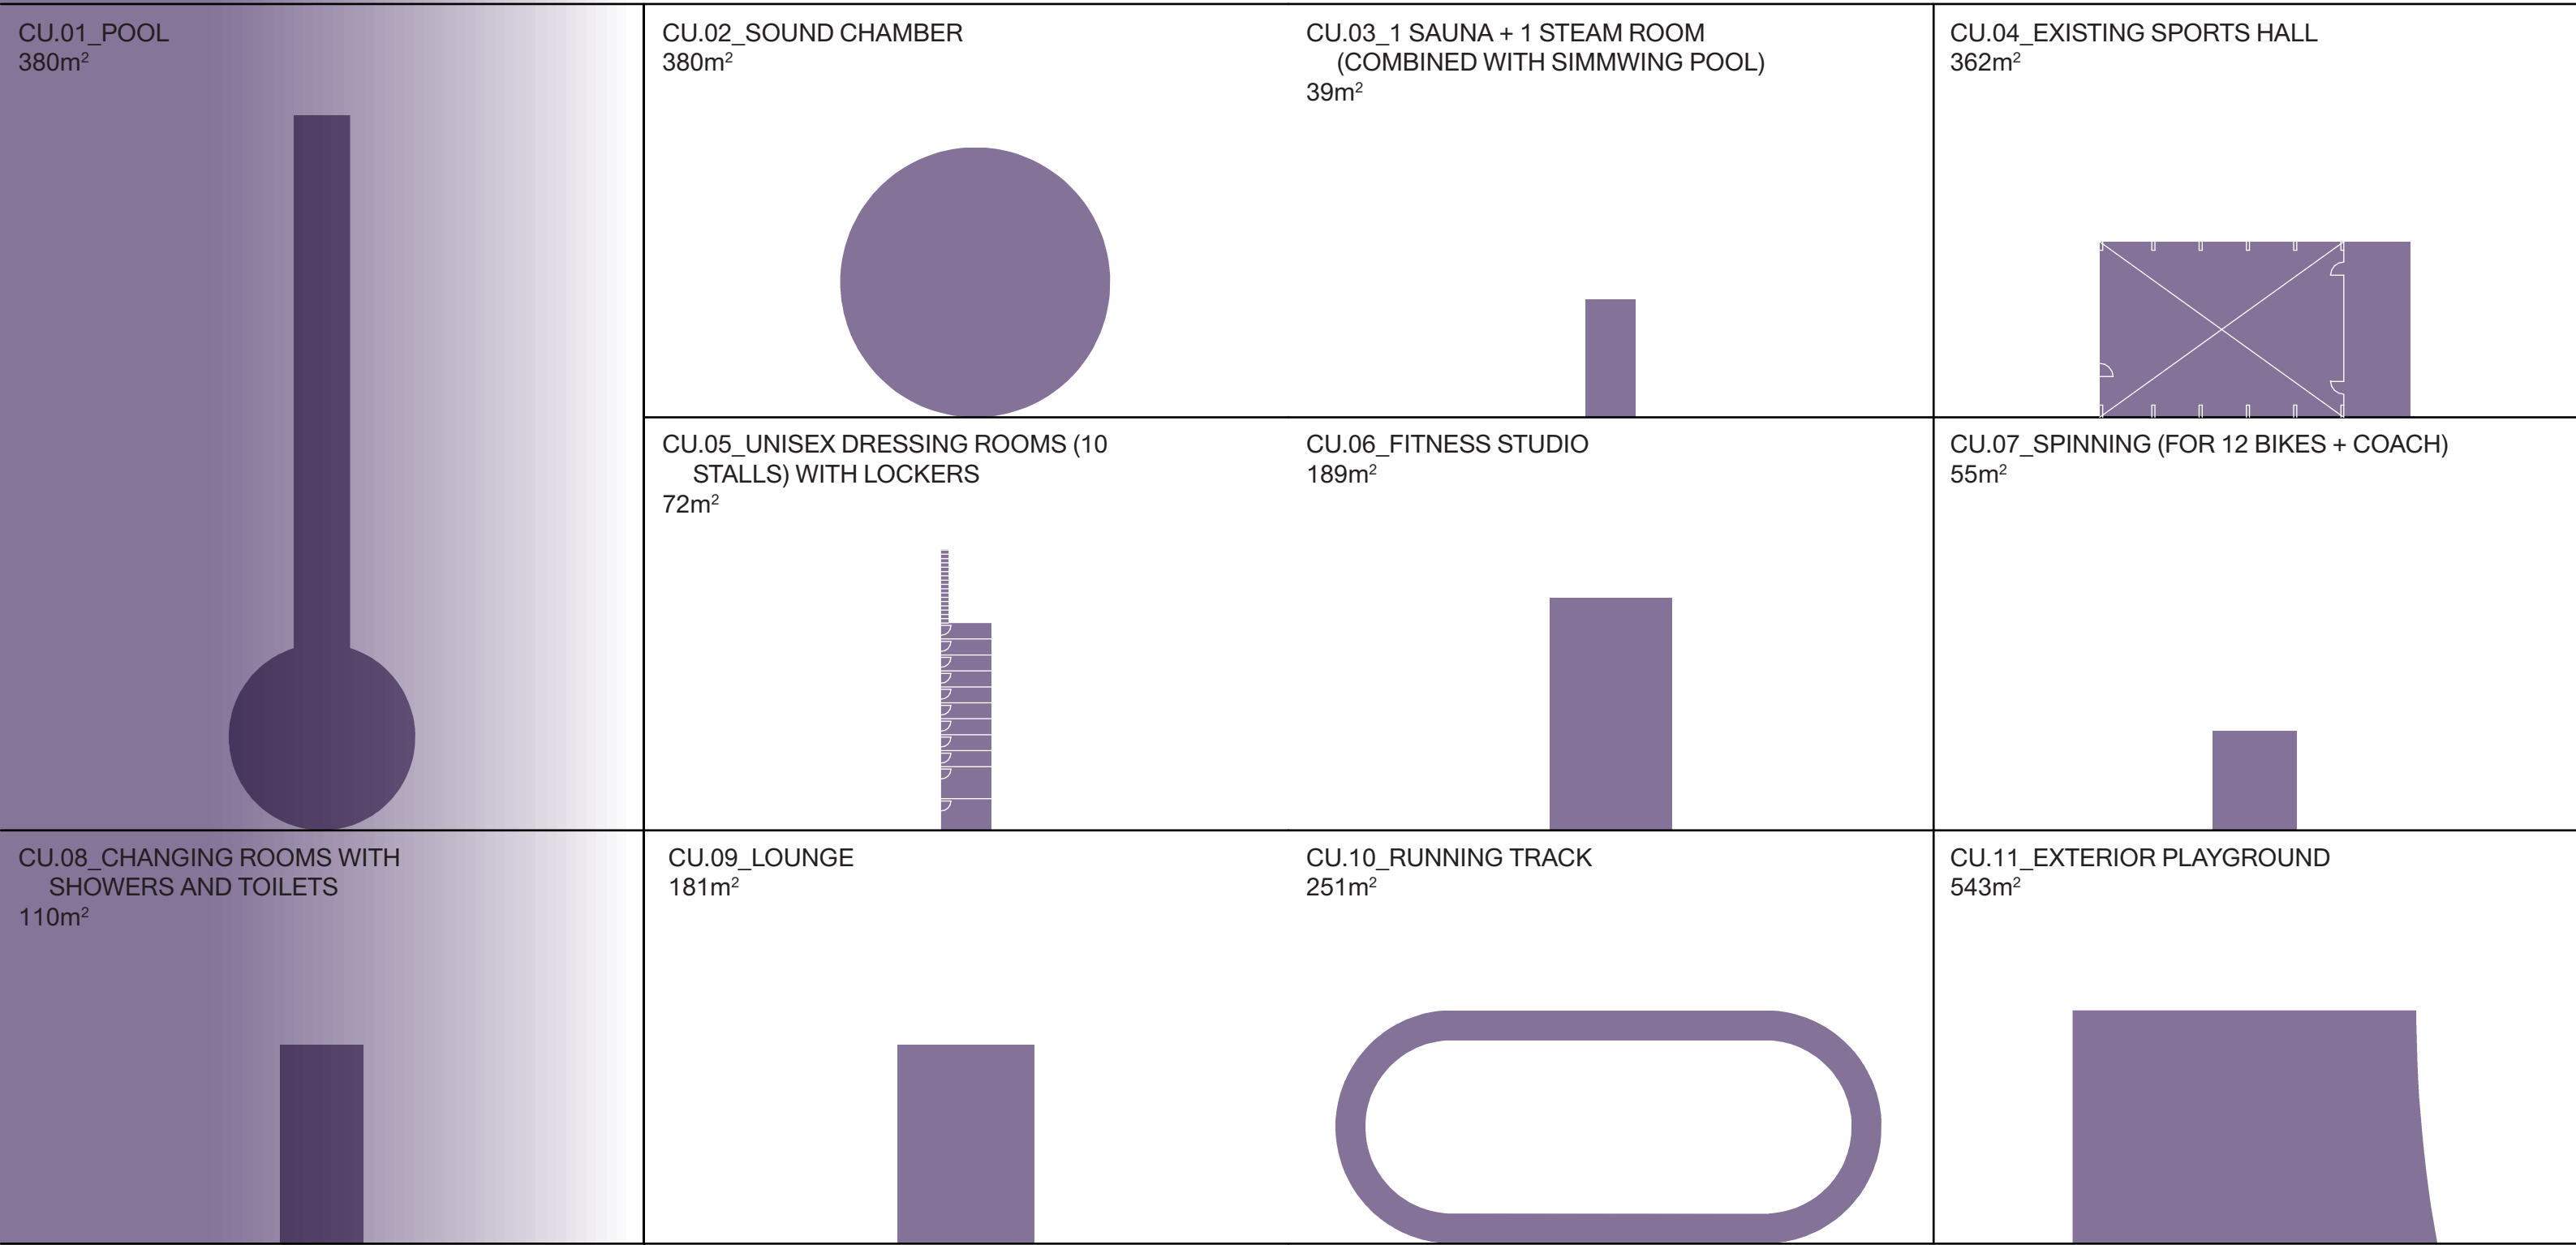 CU.01_POOL
380m²
CU.02_SOUND CHAMBER
380m²
CU.03_1 SAUNA + 1 STEAM ROOM
(COMBINED WITH SIMMWING POOL)
39m²
CU.04_EXISTING SPORTS HALL
362m²
CU.05_UNISEX DRESSING ROOMS (10
STALLS) WITH LOCKERS
72m²
CU.06_FITNESS STUDIO
189m²
CU.07_SPINNING (FOR 12 BIKES + COACH)
55m²
CU.08_CHANGING ROOMS WITH
SHOWERS AND TOILETS
110m²
CU.09_LOUNGE
181m²
CU.10_RUNNING TRACK
251m²
CU.11_EXTERIOR PLAYGROUND
543m²